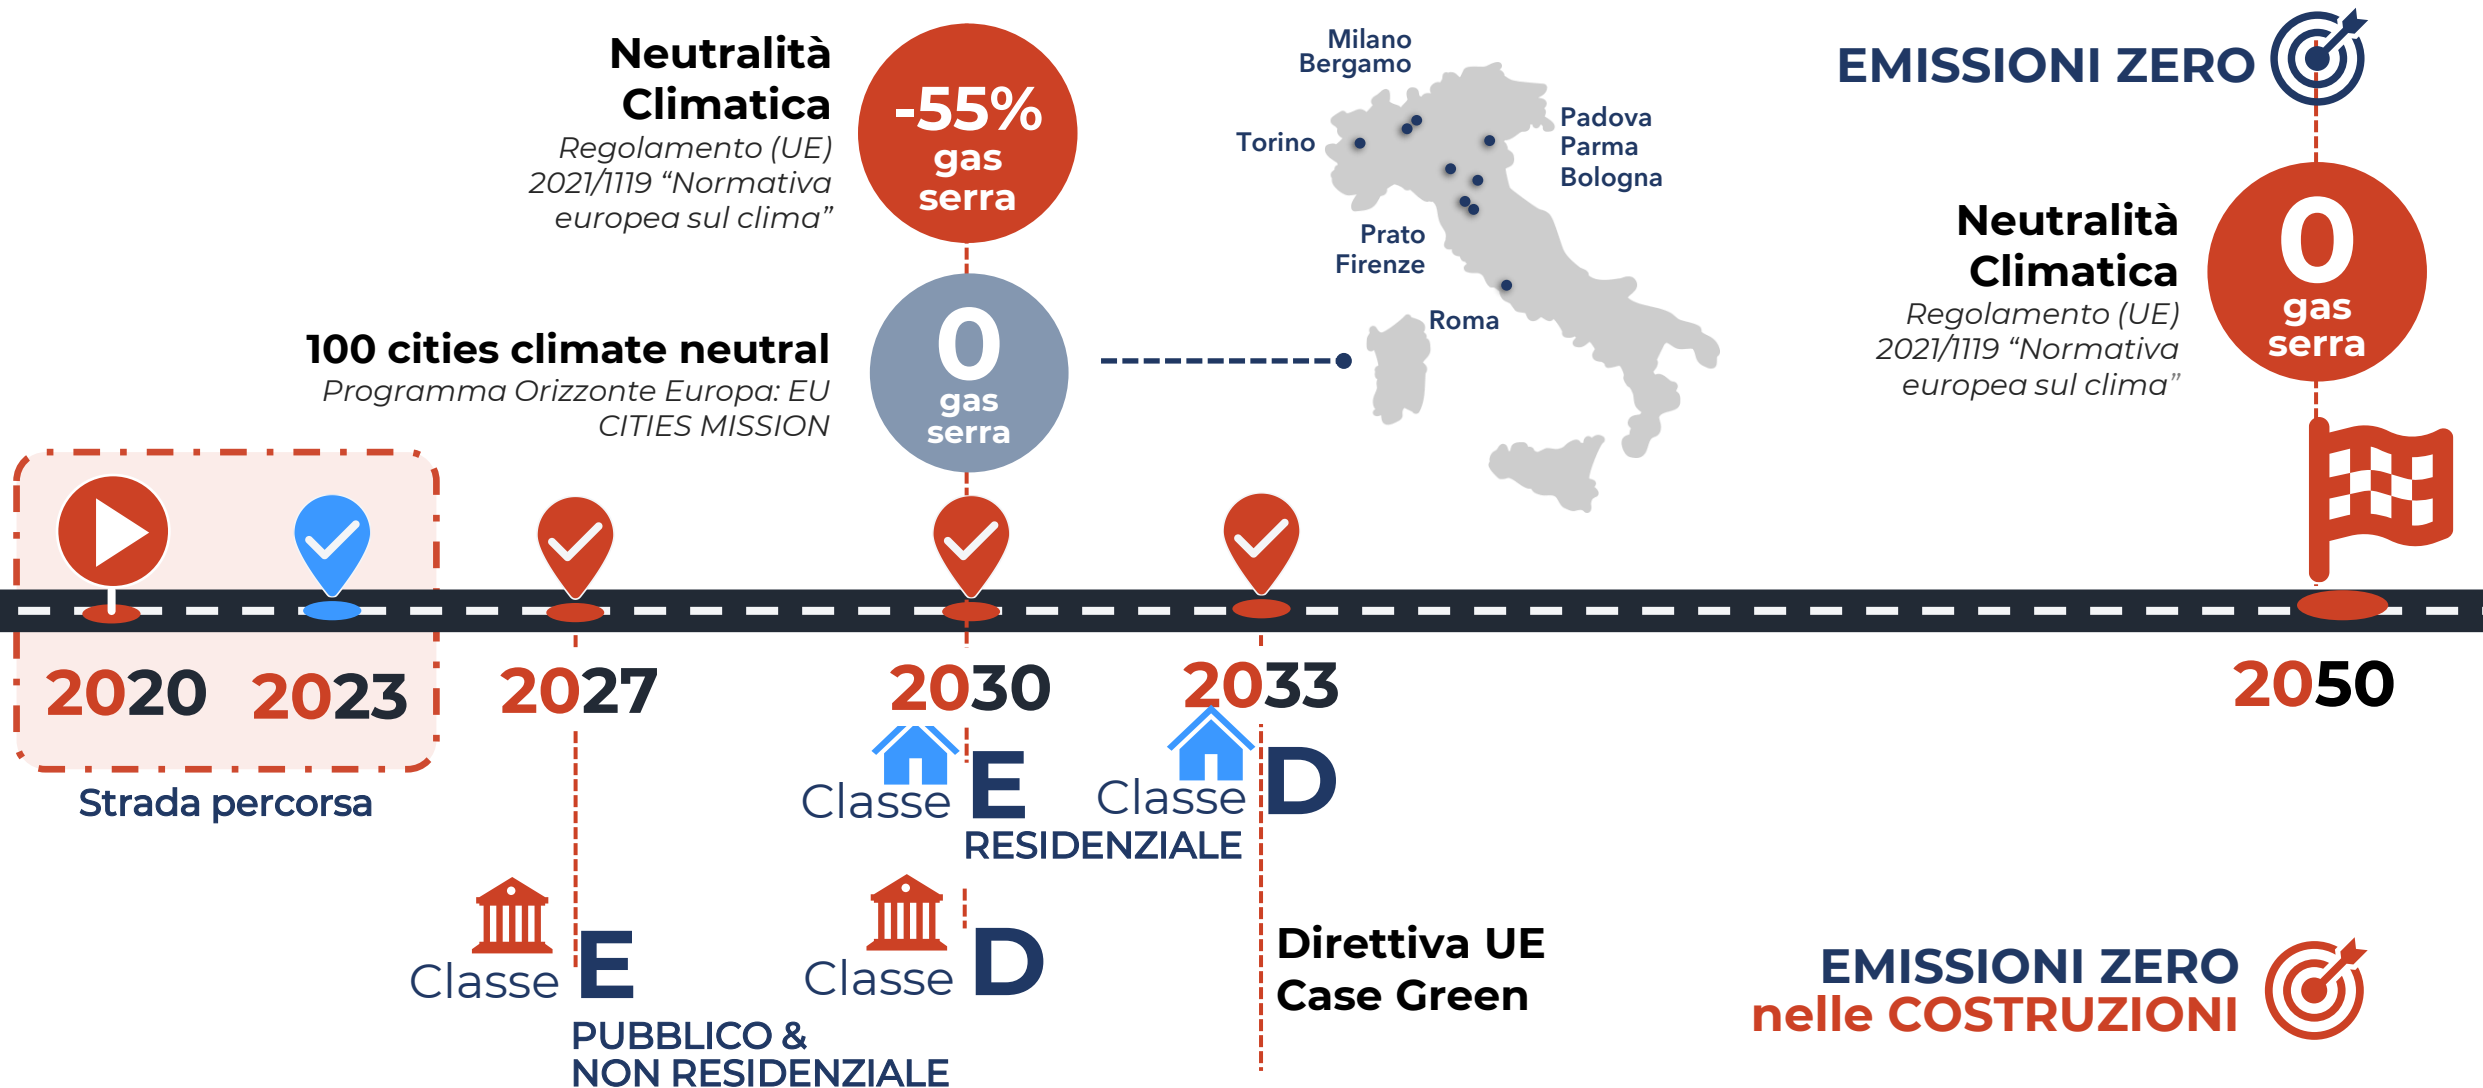 Neutralità
Climatica
Regolamento (UE)
2021/1119 “Normativa
europea sul clima”
-55%
gas
serra
100 cities climate neutral
Programma Orizzonte Europa: EU
CITIES MISSION
0
gas
serra
Milano
Bergamo
Torino
Padova
Parma
Bologna
Prato
Firenze
Roma
EMISSIONI ZERO
Neutralità
Climatica
Regolamento (UE)
2021/1119 “Normativa
europea sul clima”
0
gas
serra
2020
2023
2027
2030
2033
2050
Strada percorsa
Classe E
Classe D
RESIDENZIALE
Classe E
Classe D
PUBBLICO &
NON RESIDENZIALE
Direttiva UE
Case Green
EMISSIONI ZERO
nelle COSTRUZIONI